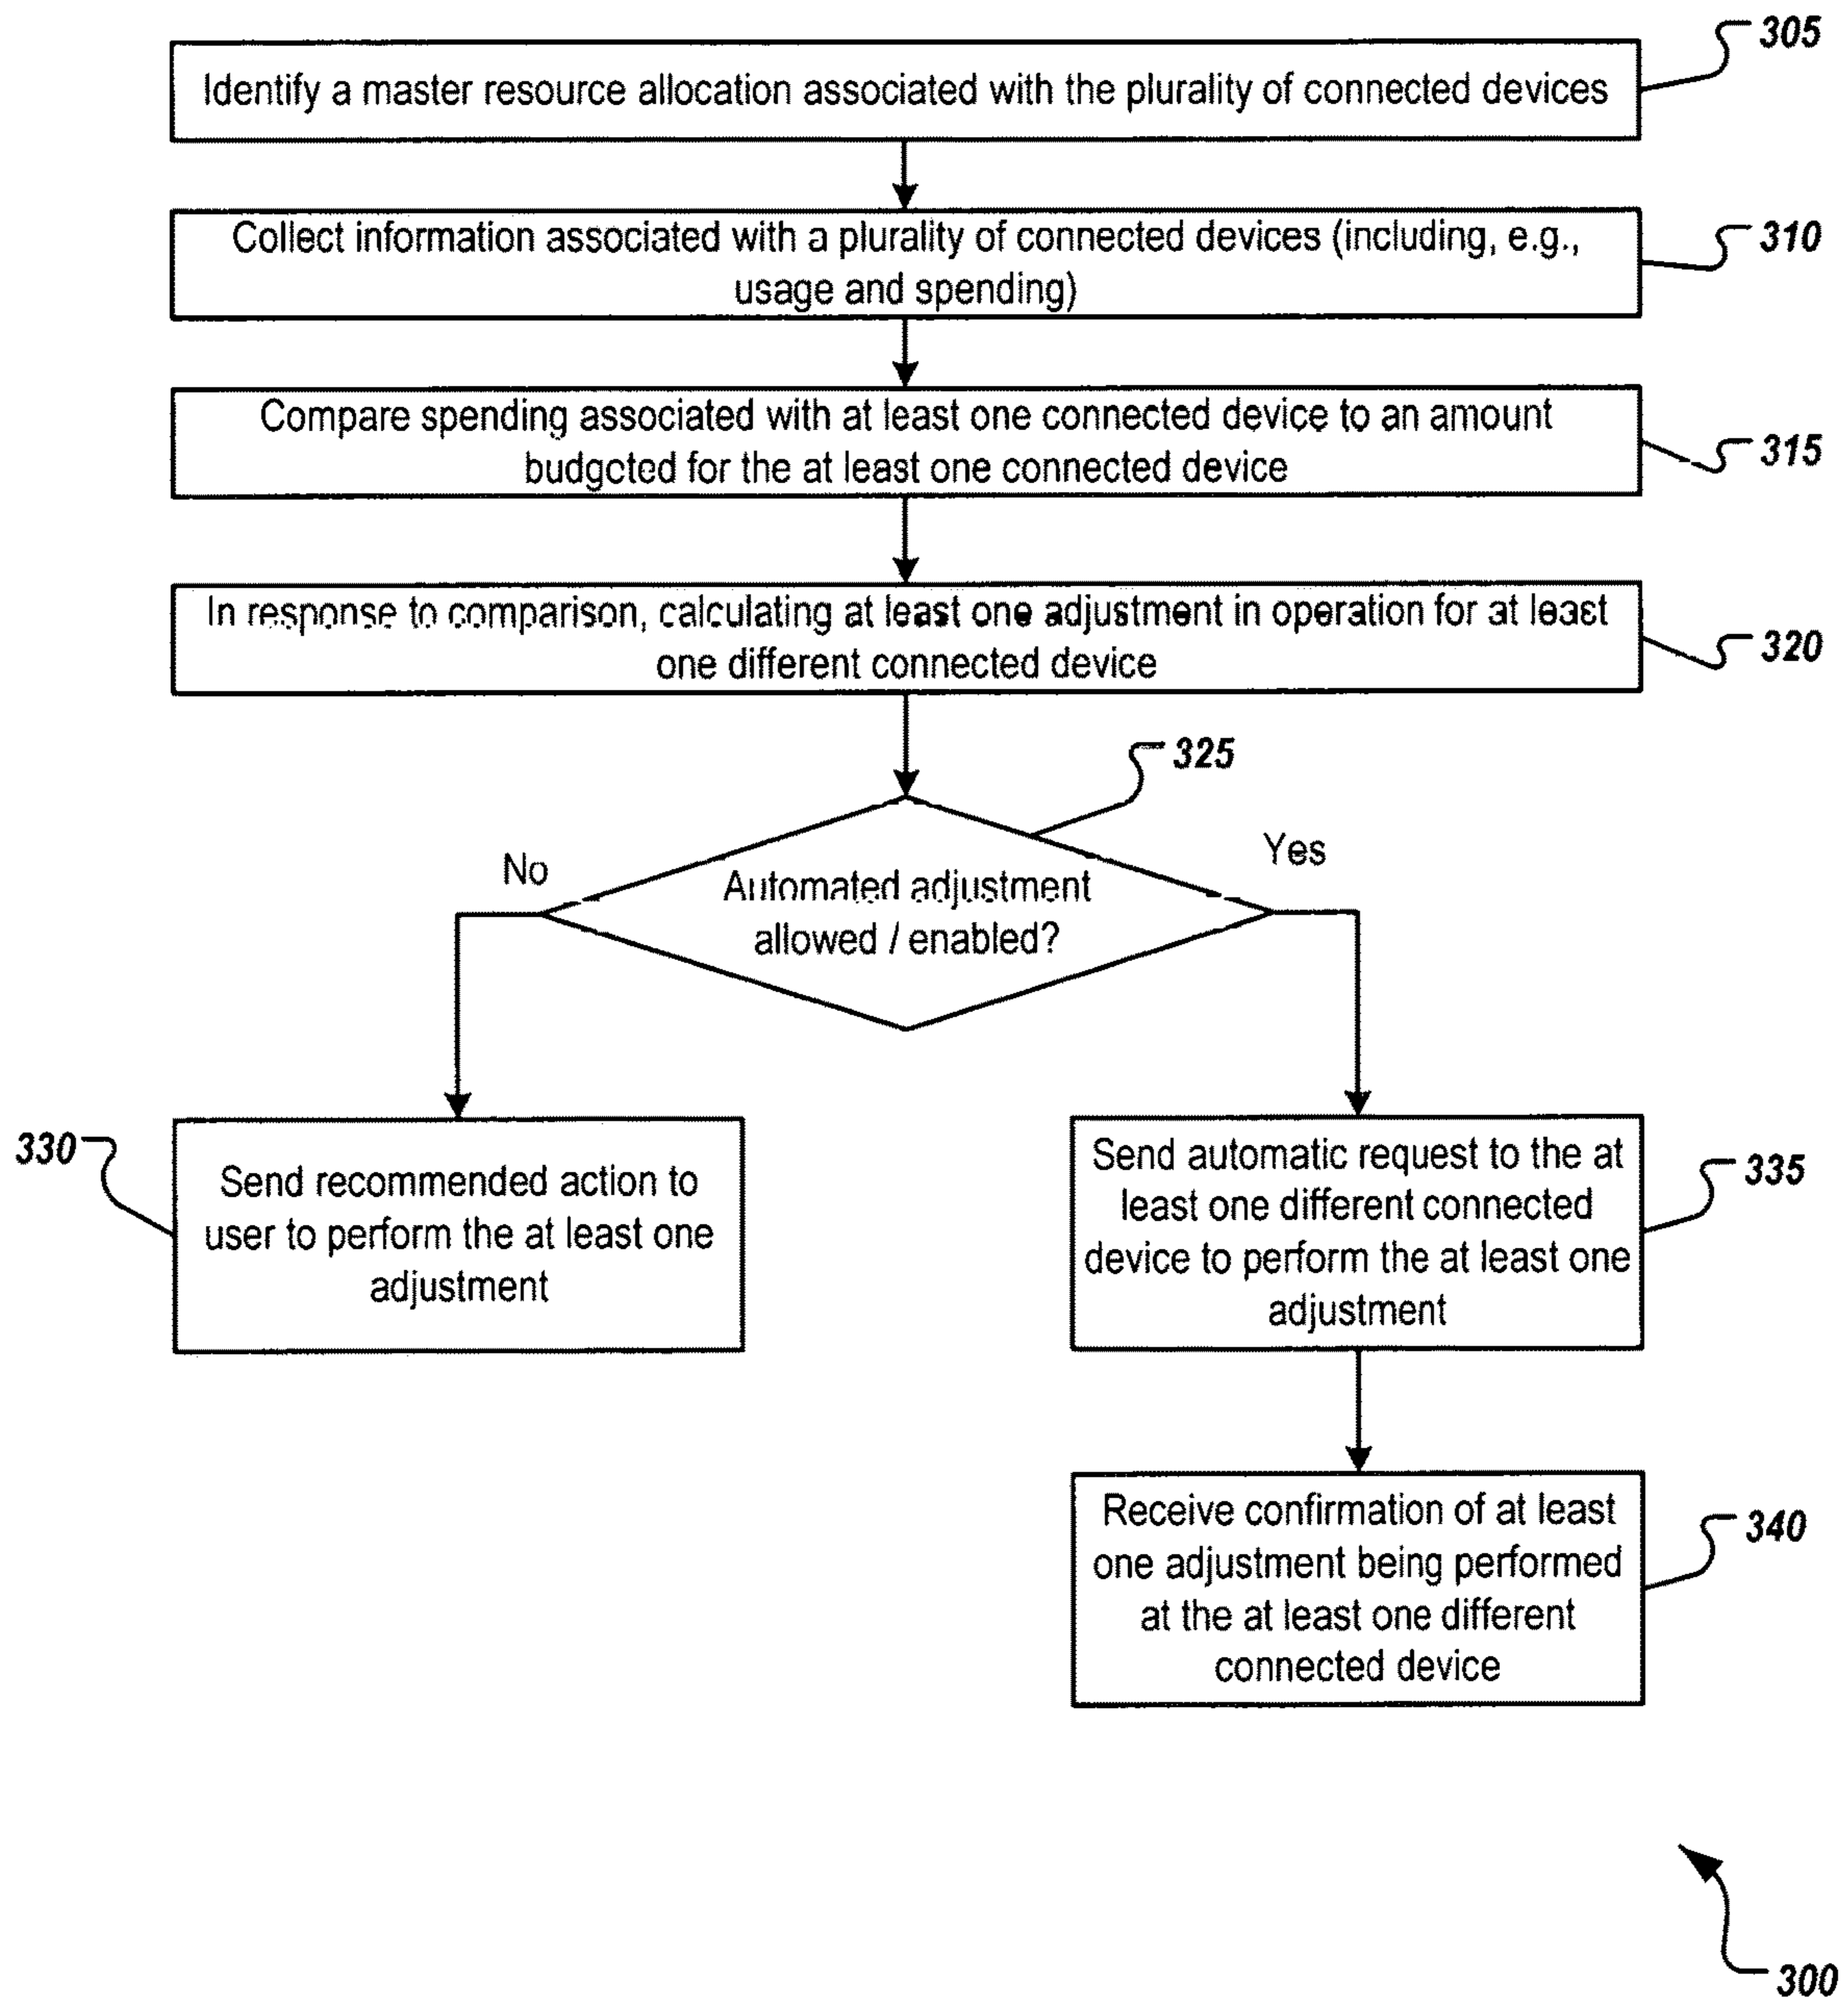 305
Identify a master resource allocation associated with the plurality of connected devices
310
Collect information associated with a plurality of connected devices (including, e.g.,
usage and spending)
315
Compare spending associated with at least one connected device to an amount
budgeted for the at least one connected device
320
In response to comparison, calculating at least one adjustment in operation for at least
one different connected device
325
No
Yes
Automated adjustment
allowed / enabled?
330
Send recommended action to
user to perform the at least one
adjustment
335
Send automatic request to the at
least one different connected
device to perform the at least one
adjustment
340
Receive confirmation of at least
one adjustment being performed
at the at least one different
connected device
300